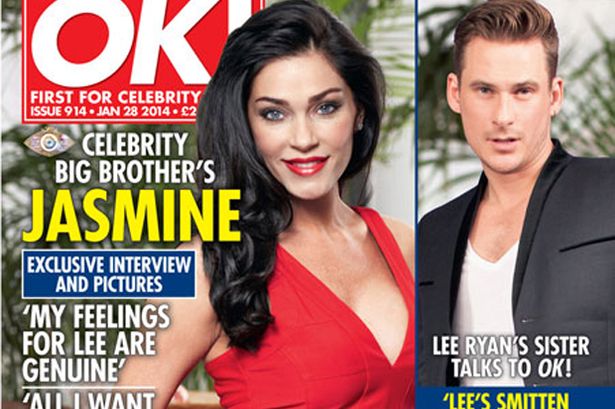 OK!
FIRST FOR CELEBRITY
ISSUE 914 • JAN 28 2014 • £2
CELEBRITY
BIG BROTHER'S
JASMINE
EXCLUSIVE INTERVIEW
AND PICTURES
'MY FEELINGS
FOR LEE ARE
GENUINE'
'ALL I WANT
LEE RYAN'S SISTER
TALKS TO OK!
'LEE'S SMITTEN